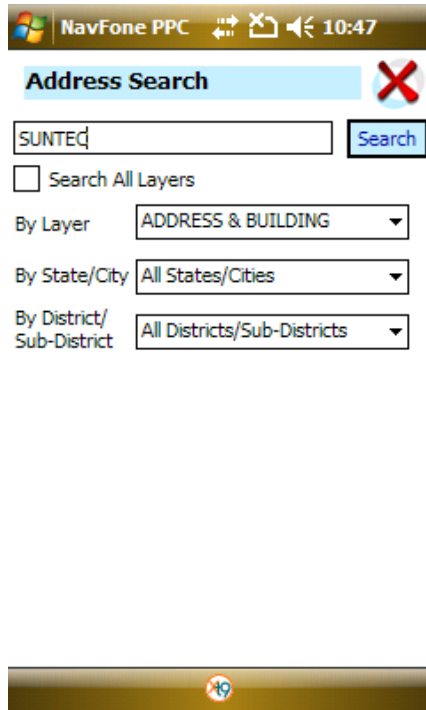 NavFone PPC 10:47
Address Search
SUNTEC
Search
Search All Layers
By Layer
ADDRESS & BUILDING
By State/City
All States/Cities
By District/
Sub-District
All Districts/Sub-Districts